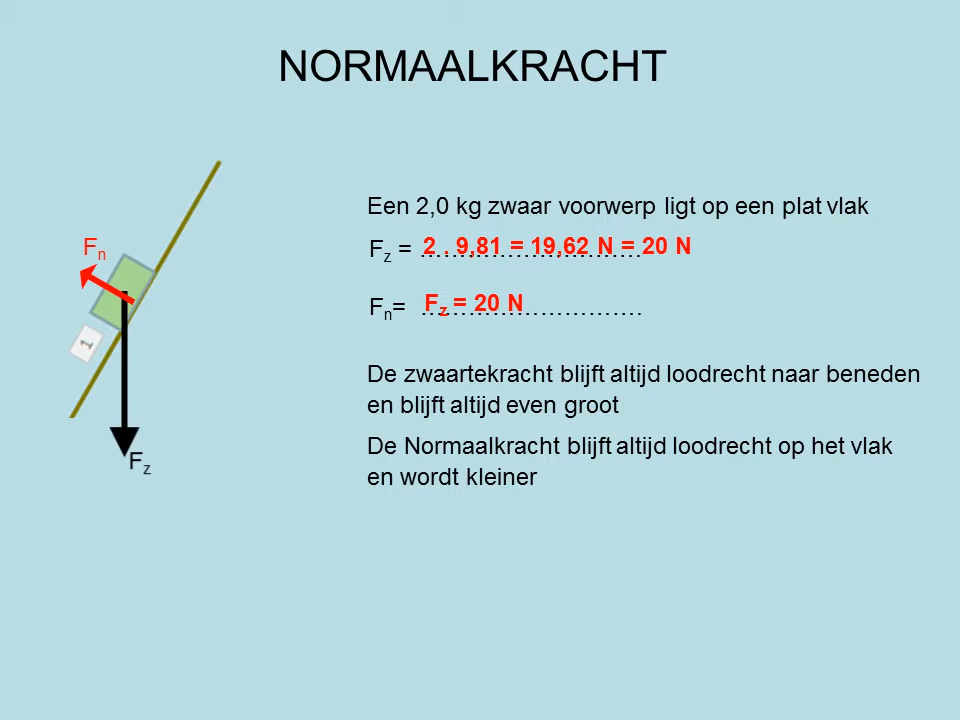 NORMAALKRACHT
Een 2,0 kg zwaar voorwerp ligt op een plat vlak
Fz = ………………………. 2 . 9,81 = 19,62 N = 20 N
Fn= ………………………. Fz = 20 N
De zwaartekracht blijft altijd loodrecht naar beneden
en blijft altijd even groot
De Normaalkracht blijft altijd loodrecht op het vlak
en wordt kleiner
Fn
1
Fz